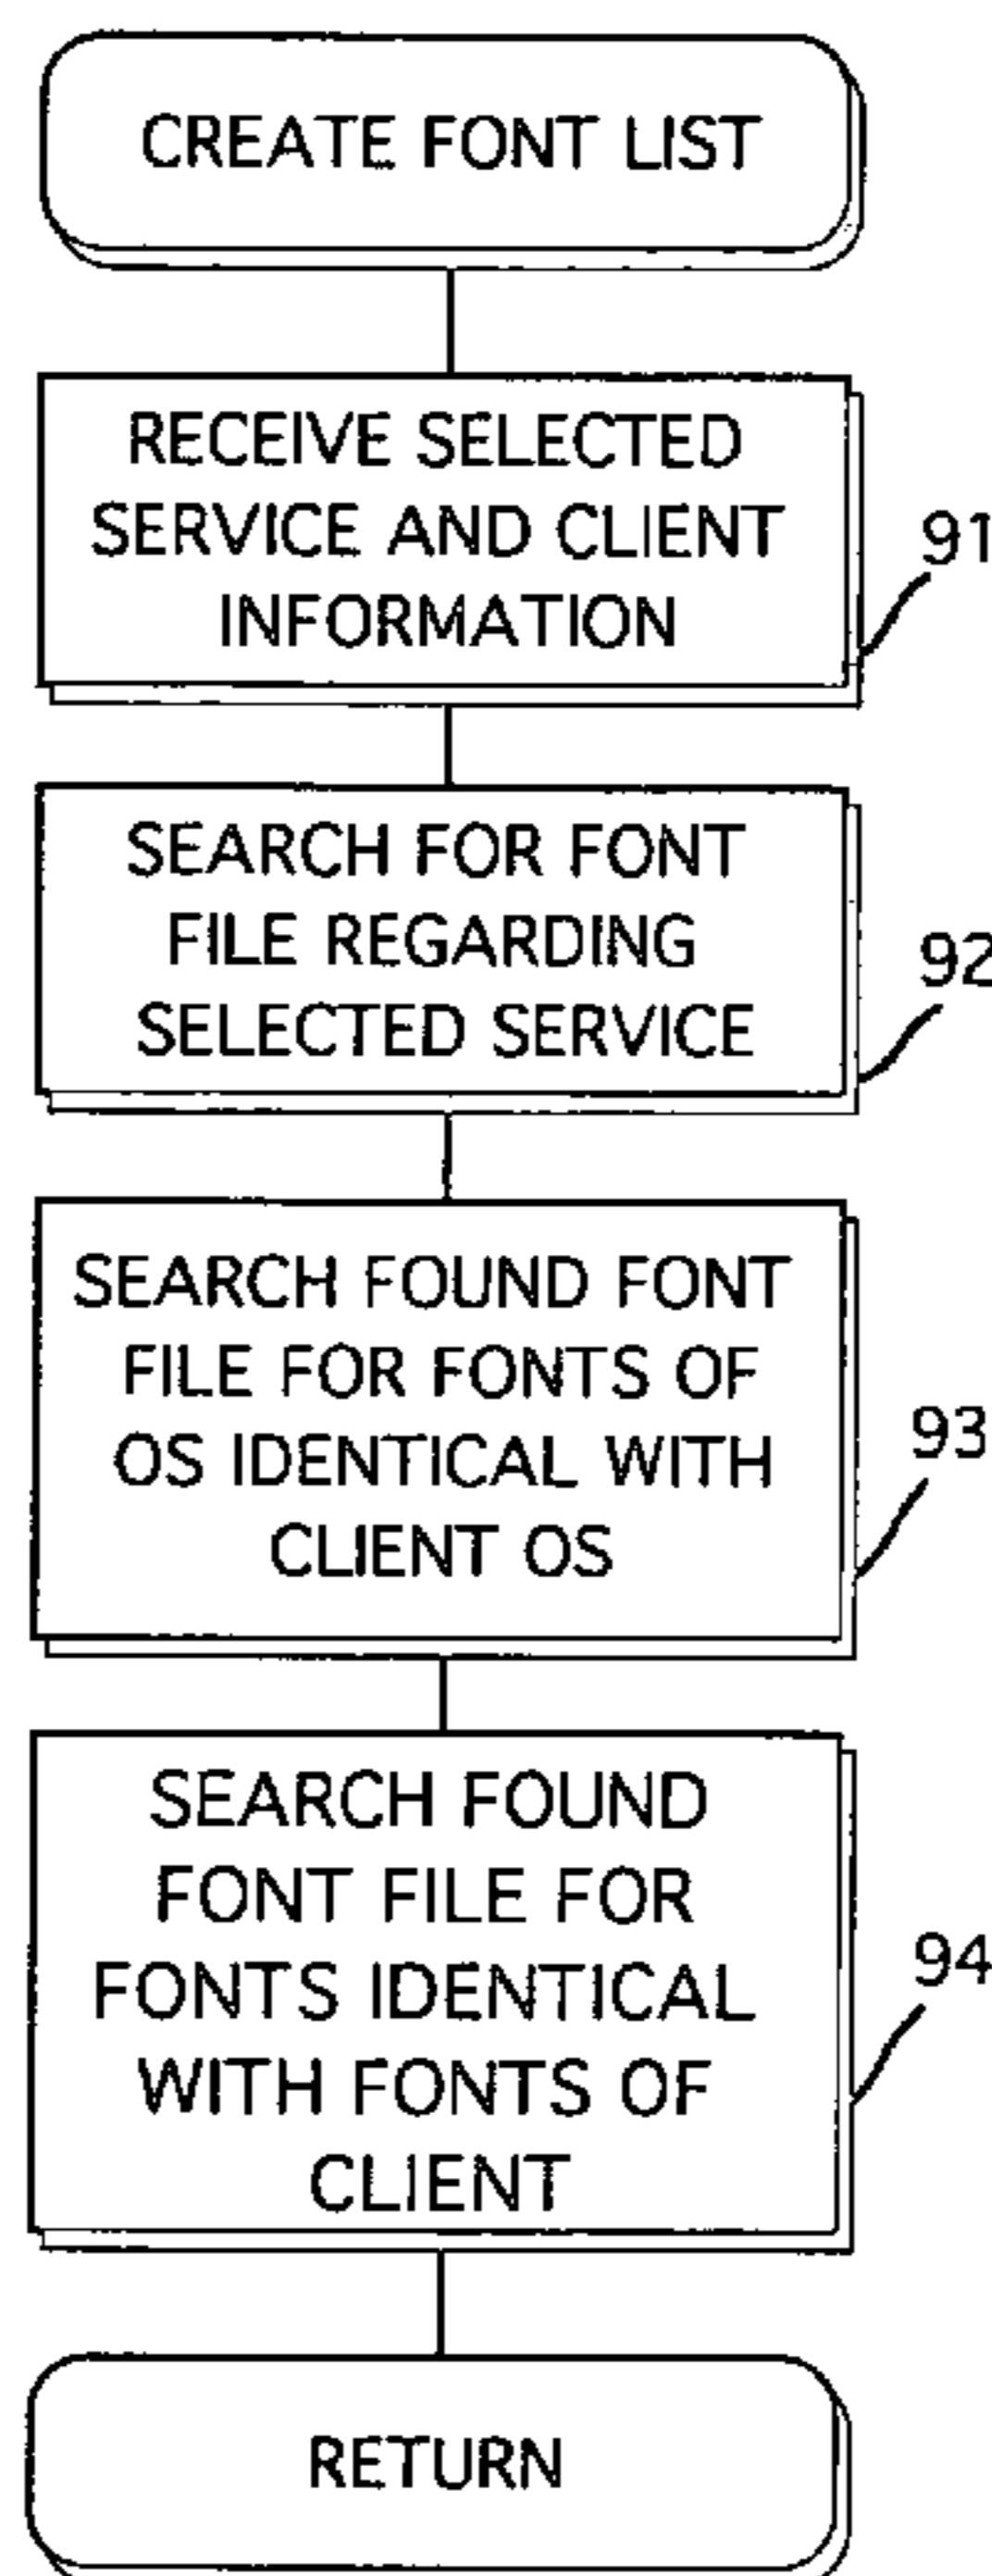 CREATE FONT LIST
RECEIVE SELECTED
SERVICE AND CLIENT
INFORMATION
91
SEARCH FOR FONT
FILE REGARDING
SELECTED SERVICE
92
SEARCH FOUND FONT
FILE FOR FONTS OF
OS IDENTICAL WITH
CLIENT OS
93
SEARCH FOUND
FONT FILE FOR
FONTS IDENTICAL
WITH FONTS OF
CLIENT
94
RETURN